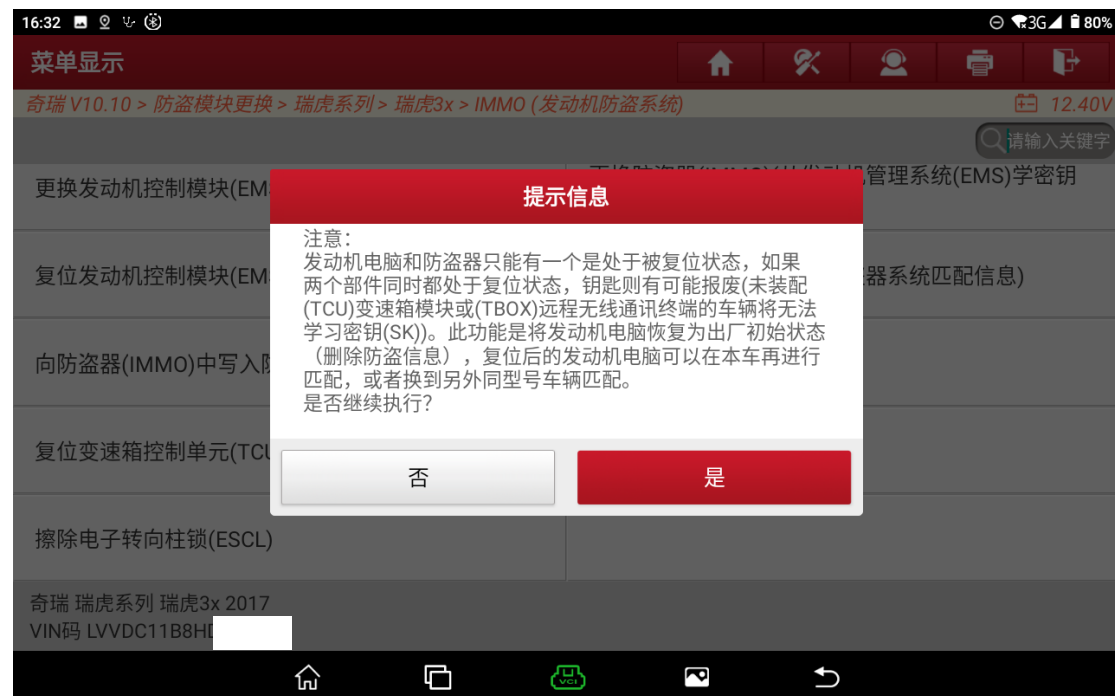 16:32
3G 80%
菜单显示
奇瑞 V10.10 > 防盗模块更换 > 瑞虎系列 > 瑞虎3x > IMMO (发动机防盗系统)
12.40V
请输入关键字
更换发动机控制模块(EM
管理系统(EMS)学密钥
提示信息
注意：
发动机电脑和防盗器只能有一个是处于被复位状态，如果
两个部件同时都处于复位状态，钥匙则有可能报废(未装配
(TCU)变速箱模块或(TBOX)远程无线通讯终端的车辆将无法
学习密钥(SK))。此功能是将发动机电脑恢复为出厂初始状态
（删除防盗信息），复位后的发动机电脑可以在本车再进行
匹配，或者换到另外同型号车辆匹配。
是否继续执行？
复位发动机控制模块(EM
器系统匹配信息)
向防盗器(IMMO)中写入防
复位变速箱控制单元(TCU
否
是
擦除电子转向柱锁(ESCL)
奇瑞 瑞虎系列 瑞虎3x 2017
VIN码 LVVDC11B8H
VCI